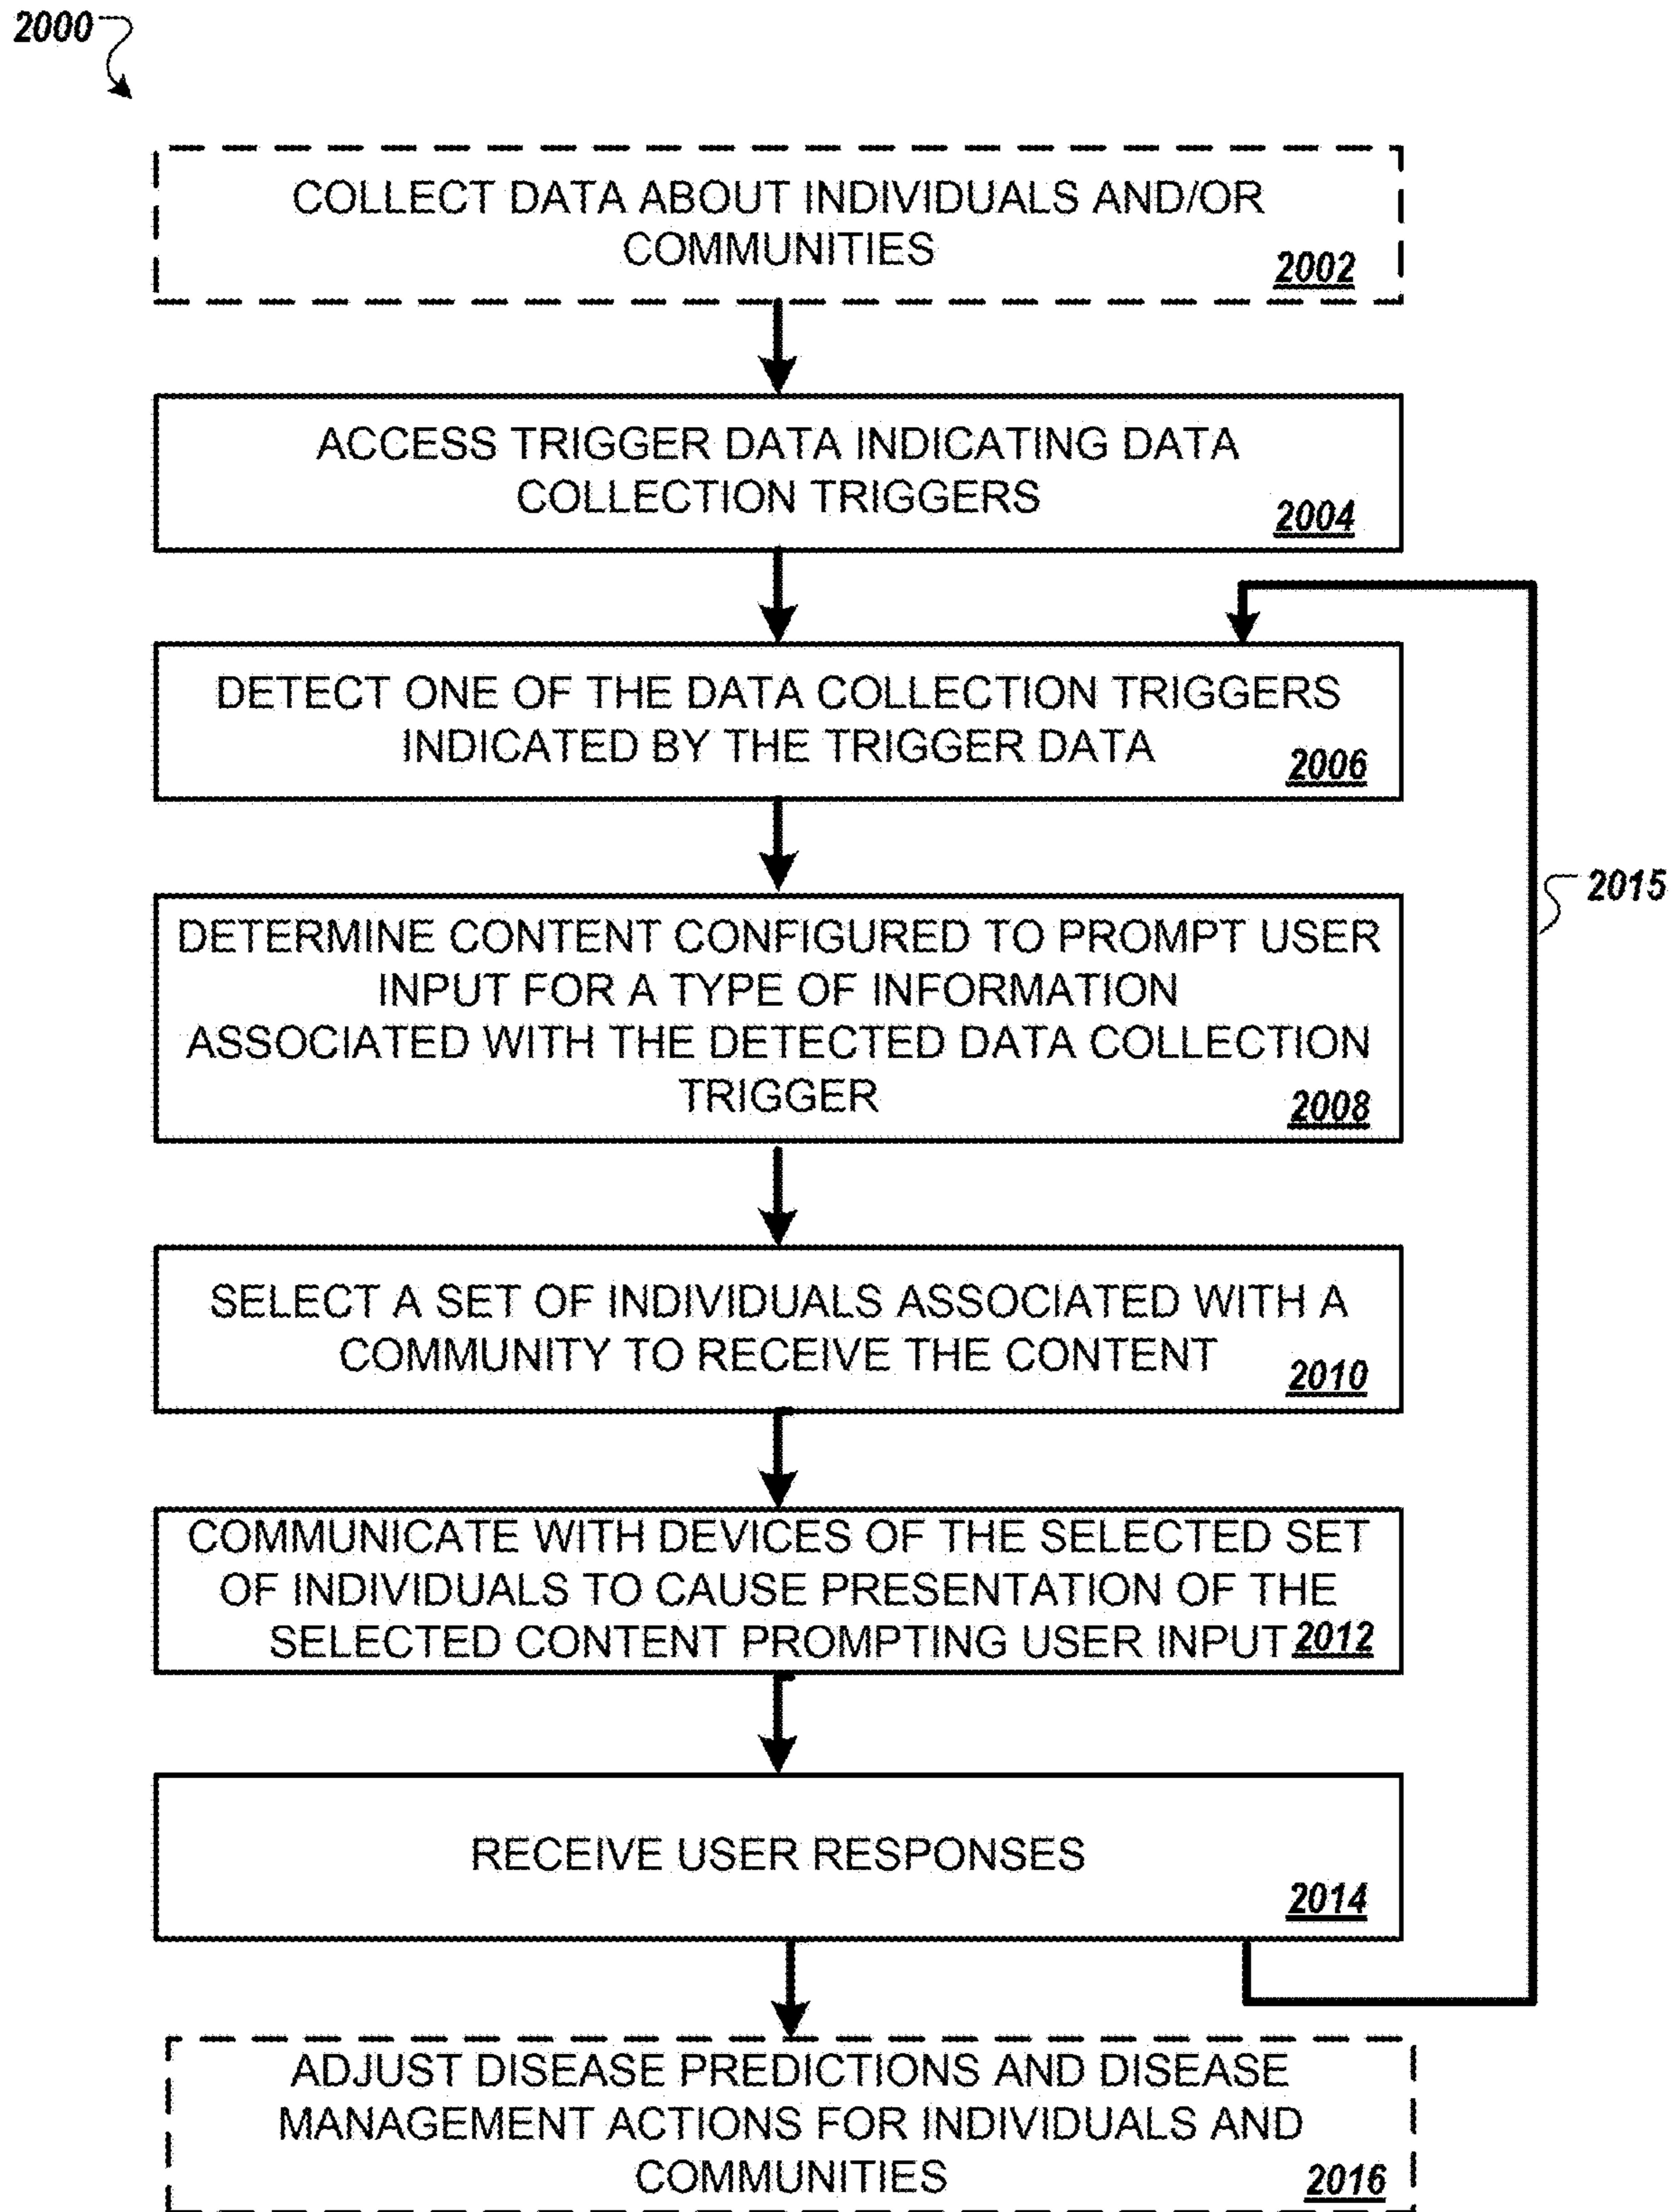 2000
COLLECT DATA ABOUT INDIVIDUALS AND/OR
COMMUNITIES
2002
ACCESS TRIGGER DATA INDICATING DATA
COLLECTION TRIGGERS
2004
DETECT ONE OF THE DATA COLLECTION TRIGGERS
INDICATED BY THE TRIGGER DATA
2006
2015
DETERMINE CONTENT CONFIGURED TO PROMPT USER
INPUT FOR A TYPE OF INFORMATION
ASSOCIATED WITH THE DETECTED DATA COLLECTION
TRIGGER
2008
SELECT A SET OF INDIVIDUALS ASSOCIATED WITH A
COMMUNITY TO RECEIVE THE CONTENT
2010
COMMUNICATE WITH DEVICES OF THE SELECTED SET
OF INDIVIDUALS TO CAUSE PRESENTATION OF THE
SELECTED CONTENT PROMPTING USER INPUT 2012
RECEIVE USER RESPONSES
2014
ADJUST DISEASE PREDICTIONS AND DISEASE
MANAGEMENT ACTIONS FOR INDIVIDUALS AND
COMMUNITIES
2016